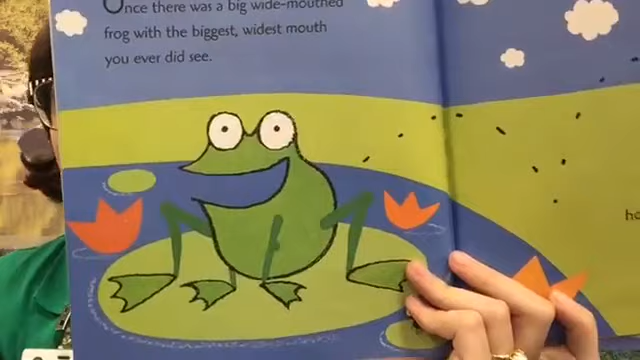 Once there was a big wide-mouthed
frog with the biggest, widest mouth
you ever did see.